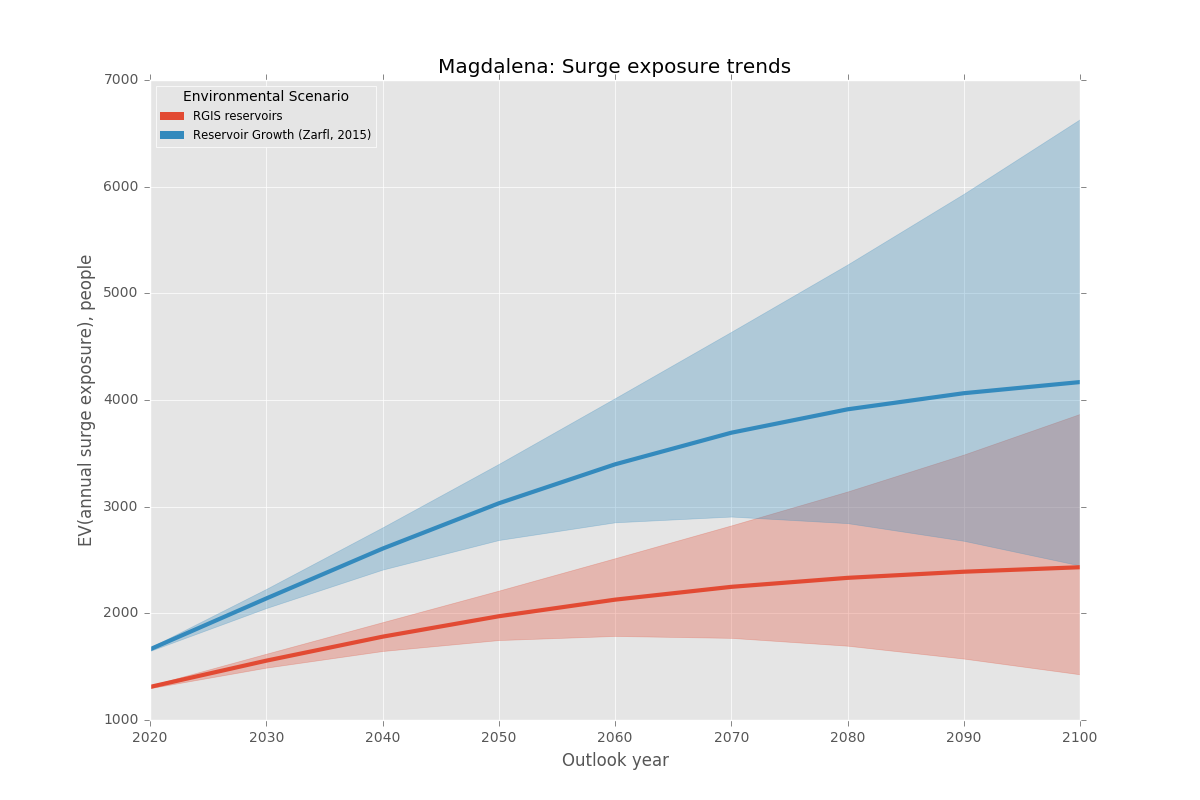 Magdalena: Surge exposure trends
7000
6000
5000
4000
3000
2000
1000
EV(annual surge exposure), people
Environmental Scenario
RGIS reservoirs
Reservoir Growth (Zarfl, 2015)
2020 2030 2040 2050 2060 2070 2080 2090 2100
Outlook year